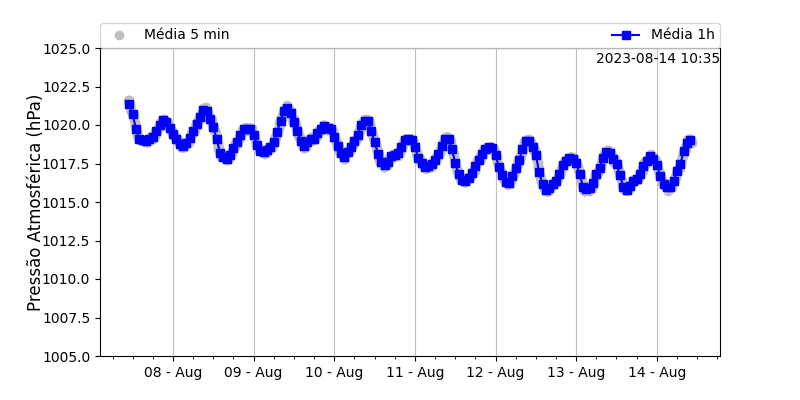 Média 5 min
Média 1h
2023-08-14 10:35
Pressão Atmosférica (hPa)
1025.0
1022.5
1020.0
1017.5
1015.0
1012.5
1010.0
1007.5
1005.0
08 - Aug
09 - Aug
10 - Aug
11 - Aug
12 - Aug
13 - Aug
14 - Aug